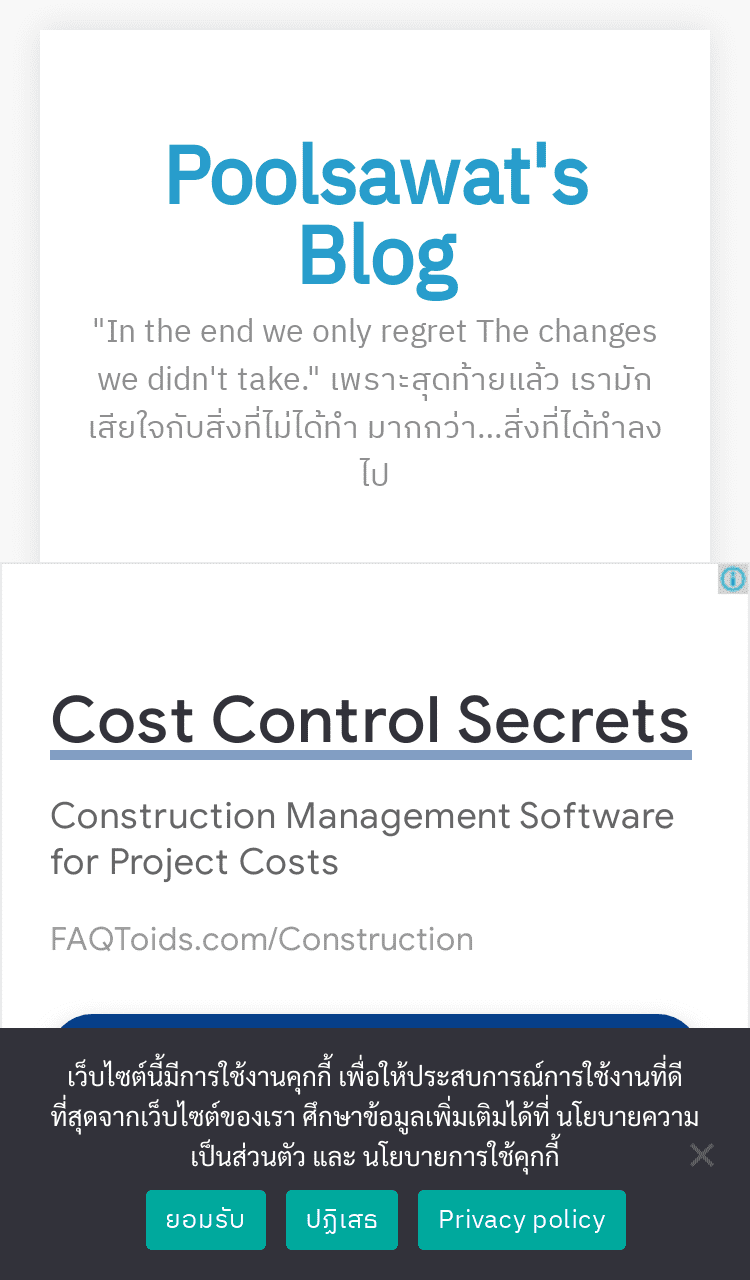 Poolsawat's
Blog
"In the end we only regret The changes
we didn't take." เพราะสุดท้ายแล้ว เรามัก
เสียใจกับสิ่งที่ไม่ได้ทำ มากกว่า...สิ่งที่ได้ทำลง
ไป
Cost Control Secrets
Construction Management Software
for Project Costs
FAQToids.com/Construction
เว็บไซต์นี้มีการใช้งานคุกกี้ เพื่อให้ประสบการณ์การใช้งานที่ดี
ที่สุดจากเว็บไซต์ของเรา ศึกษาข้อมูลเพิ่มเติมได้ที่ นโยบายความ
เป็นส่วนตัว และ นโยบายการใช้คุกกี้
ยอมรับ ปฏิเสธ Privacy policy